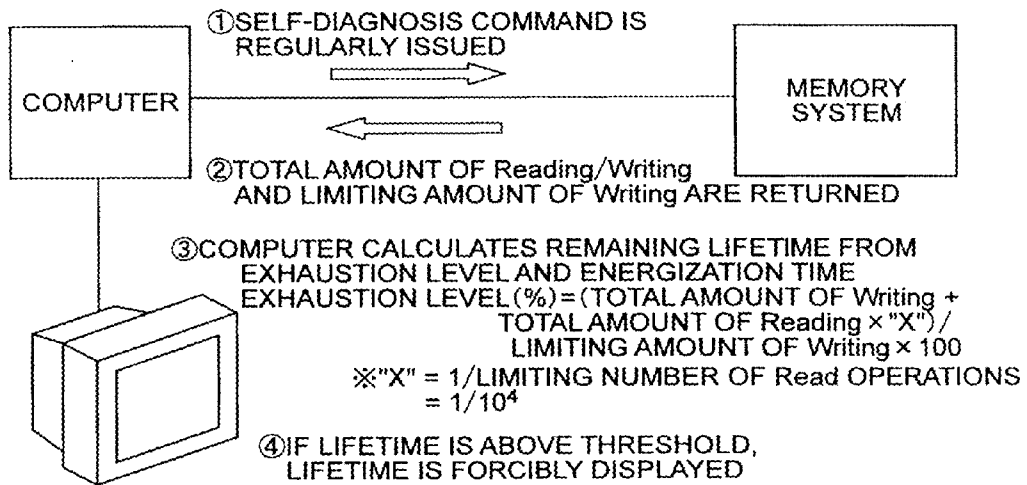 ①SELF-DIAGNOSIS COMMAND IS
REGULARLY ISSUED
COMPUTER
MEMORY
SYSTEM
②TOTAL AMOUNT OF Reading/Writing
AND LIMITING AMOUNT OF Writing ARE RETURNED
③COMPUTER CALCULATES REMAINING LIFETIME FROM
EXHAUSTION LEVEL AND ENERGIZATION TIME
EXHAUSTION LEVEL(%)=(TOTAL AMOUNT OF Writing +
TOTAL AMOUNT OF Reading×"X")/
LIMITING AMOUNT OF Writing×100
※"X" = 1/LIMITING NUMBER OF Read OPERATIONS
= 1/10⁴
④IF LIFETIME IS ABOVE THRESHOLD,
LIFETIME IS FORCIBLY DISPLAYED